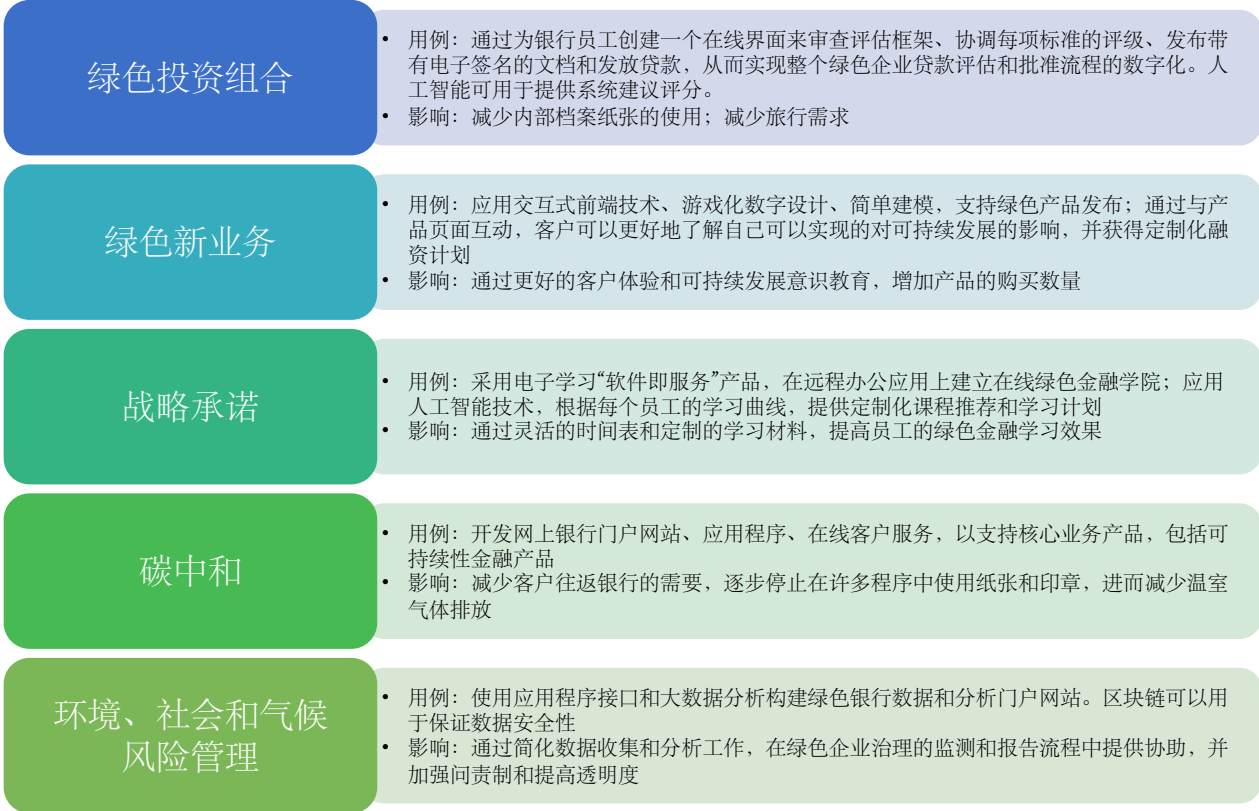 绿色投资组合
• 用例：通过为银行员工创建一个在线界面来审查评估框架、协调每项标准的评级、发布带
有电子签名的文档和发放贷款，从而实现整个绿色企业贷款评估和批准流程的数字化。人
工智能可用于提供系统建议评分。
• 影响：减少内部档案纸张的使用；减少旅行需求
绿色新业务
• 用例：应用交互式前端技术、游戏化数字设计、简单建模，支持绿色产品发布；通过与产
品页面互动，客户可以更好地了解自己可以实现的对可持续发展的影响，并获得定制化融
资计划
• 影响：通过更好的客户体验和可持续发展意识教育，增加产品的购买数量
战略承诺
• 用例：采用电子学习“软件即服务”产品，在远程办公应用上建立在线绿色金融学院；应用
人工智能技术，根据每个员工的学习曲线，提供定制化课程推荐和学习计划
• 影响：通过灵活的时间表和定制的学习材料，提高员工的绿色金融学习效果
碳中和
• 用例：开发网上银行门户网站、应用程序、在线客户服务，以支持核心业务产品，包括可
持续性金融产品
• 影响：减少客户往返银行的需要，逐步停止在许多程序中使用纸张和印章，进而减少温室
气体排放
环境、社会和气候
风险管理
• 用例：使用应用程序接口和大数据分析构建绿色银行数据和分析门户网站。区块链可以用
于保证数据安全性
• 影响：通过简化数据收集和分析工作，在绿色企业治理的监测和报告流程中提供协助，并
加强问责制和提高透明度